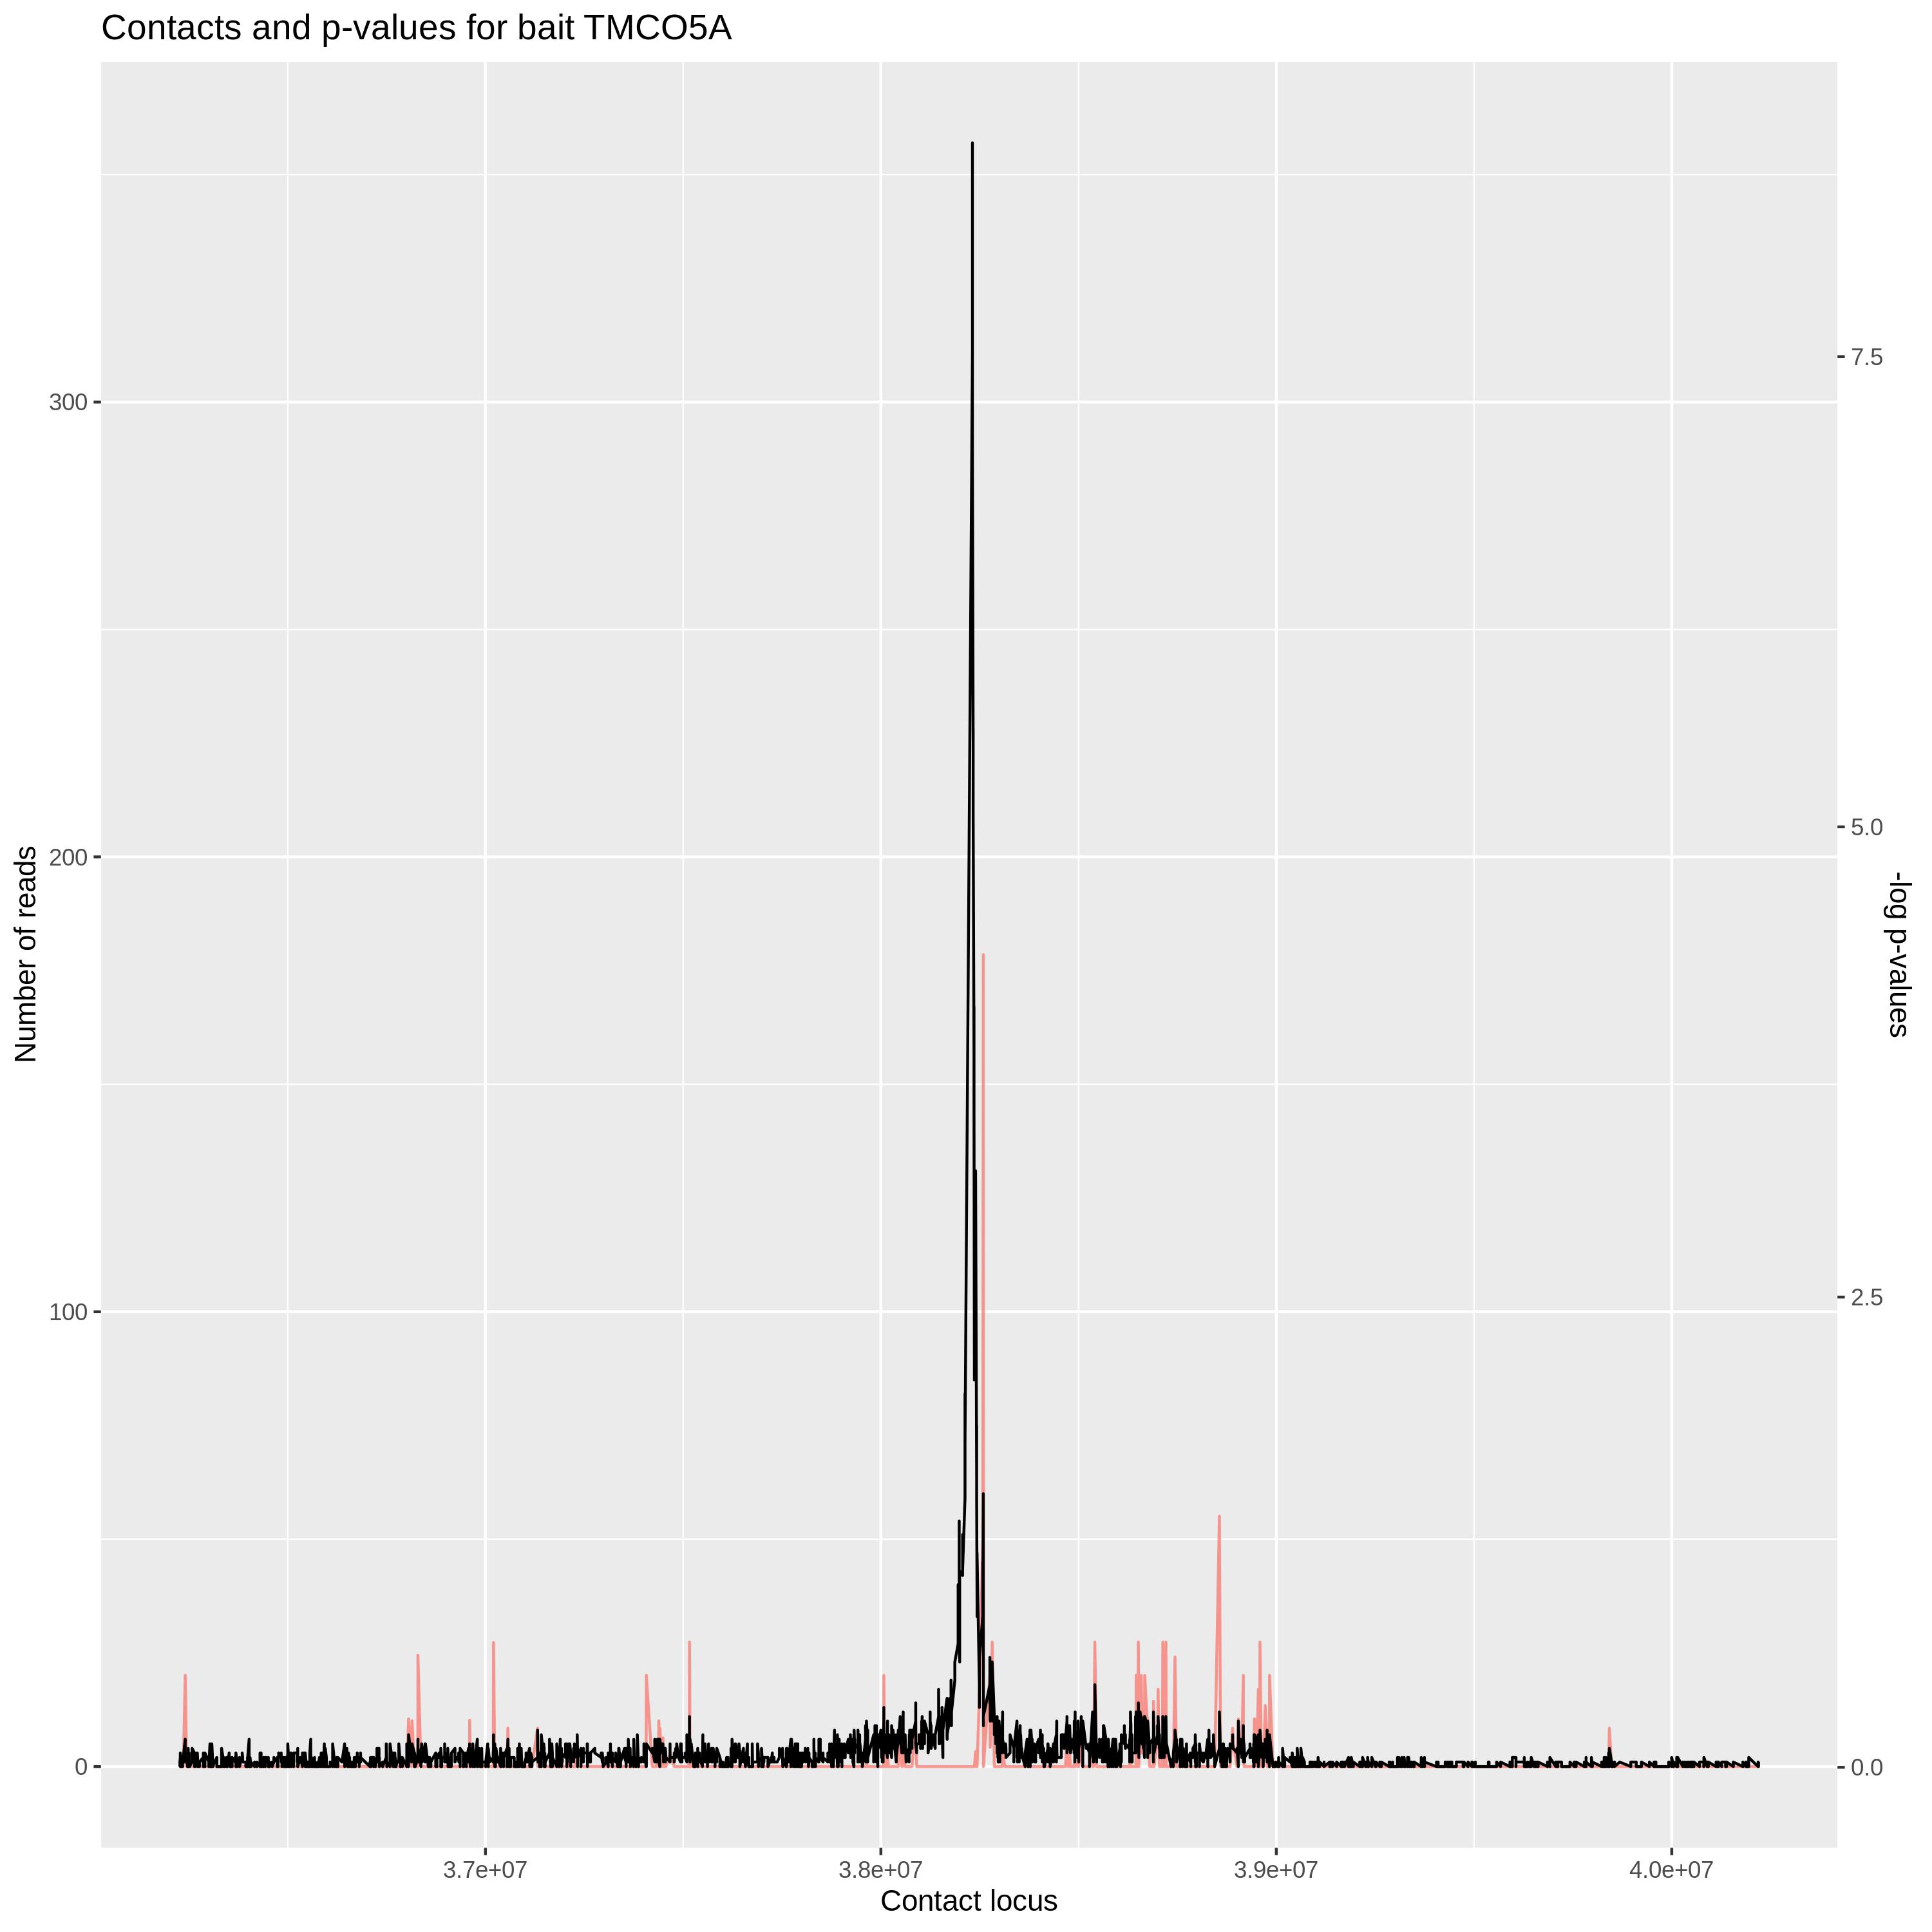 Contacts and p-values for bait TMCO5A
300
200
100
0
Number of reads
7.5
5.0
2.5
0.0
-log p-values
3.7e+07
3.8e+07
3.9e+07
4.0e+07
Contact locus